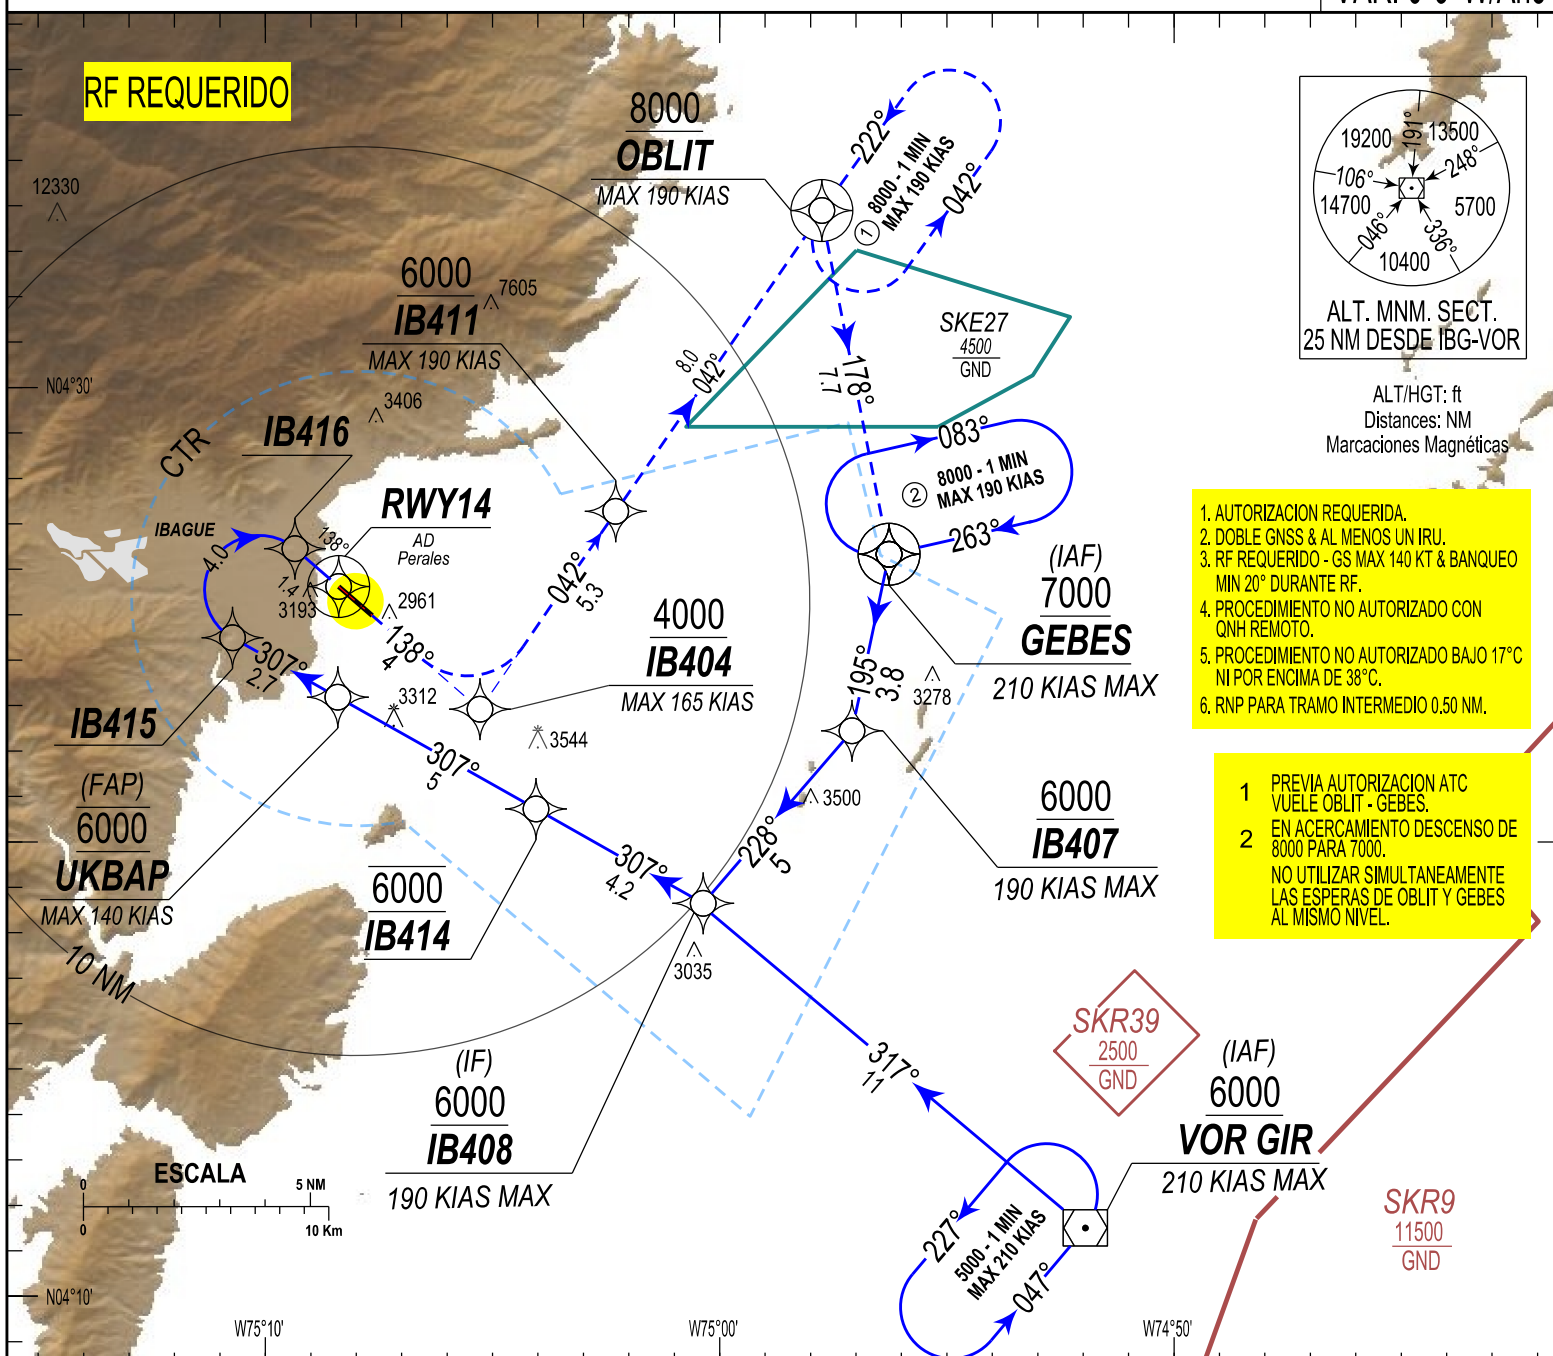 RF REQUERIDO
8000
OBLIT
MAX 190 KIAS
222°
1
8000 - 1 MIN
MAX 190 KIAS
042°
19200
191°
13500
106°
248°
14700
5700
046°
336°
10400
ALT. MNM. SECT.
25 NM DESDE IBG-VOR
ALT/HGT: ft
Distances: NM
Marcaciones Magnéticas
12330
6000
IB411
MAX 190 KIAS
7605
SKE27
4500
GND
8.0
042°
178°
7.7
N04°30'
3406
CTR
IB416
RWY14
AD
Perales
IBAGUE
083°
2
8000 - 1 MIN
MAX 190 KIAS
263°
1. AUTORIZACION REQUERIDA.
2. DOBLE GNSS & AL MENOS UN IRU.
3. RF REQUERIDO - GS MAX 140 KT & BANQUEO
MIN 20° DURANTE RF.
4. PROCEDIMIENTO NO AUTORIZADO CON
QNH REMOTO.
5. PROCEDIMIENTO NO AUTORIZADO BAJO 17°C
NI POR ENCIMA DE 38°C.
6. RNP PARA TRAMO INTERMEDIO 0.50 NM.
4.0
138°
1.4
3193
2961
138°
4
042°
5.3
(IAF)
7000
GEBES
210 KIAS MAX
4000
IB404
MAX 165 KIAS
195°
3.8
3278
307°
2.7
3312
3544
IB415
307°
5
(FAP)
6000
UKBAP
MAX 140 KIAS
3500
6000
IB407
190 KIAS MAX
1 PREVIA AUTORIZACION ATC
VUELE OBLIT - GEBES.
2 EN ACERCAMIENTO DESCENSO DE
8000 PARA 7000.
NO UTILIZAR SIMULTANEAMENTE
LAS ESPERAS DE OBLIT Y GEBES
AL MISMO NIVEL.
228°
5
307°
4.2
6000
IB414
10 NM
3035
SKR39
2500
GND
317°
11
(IF)
6000
IB408
190 KIAS MAX
(IAF)
6000
VOR GIR
210 KIAS MAX
ESCALA
0
5 NM
0
10 Km
227°
5000 - 1 MIN
MAX 210 KIAS
047°
SKR9
11500
GND
N04°10'
W75°10'
W75°00'
W74°50'